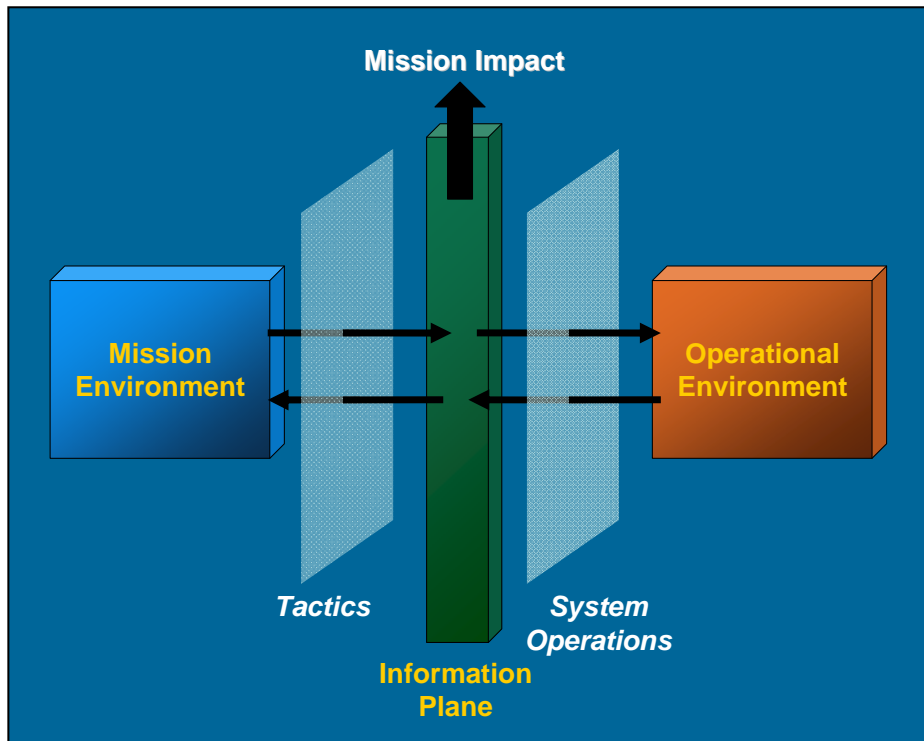 Mission Impact
Mission
Environment
Operational
Environment
Tactics
System
Operations
Information
Plane